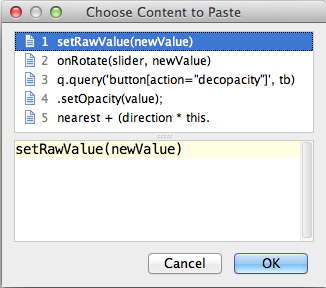 Choose Content to Paste
1 setRawValue(newValue)
2 onRotate(slider, newValue)
3 q.query('button[action="decopacity"]', tb)
4 .setOpacity(value);
5 nearest + (direction * this.
setRawValue(newValue)
Cancel OK